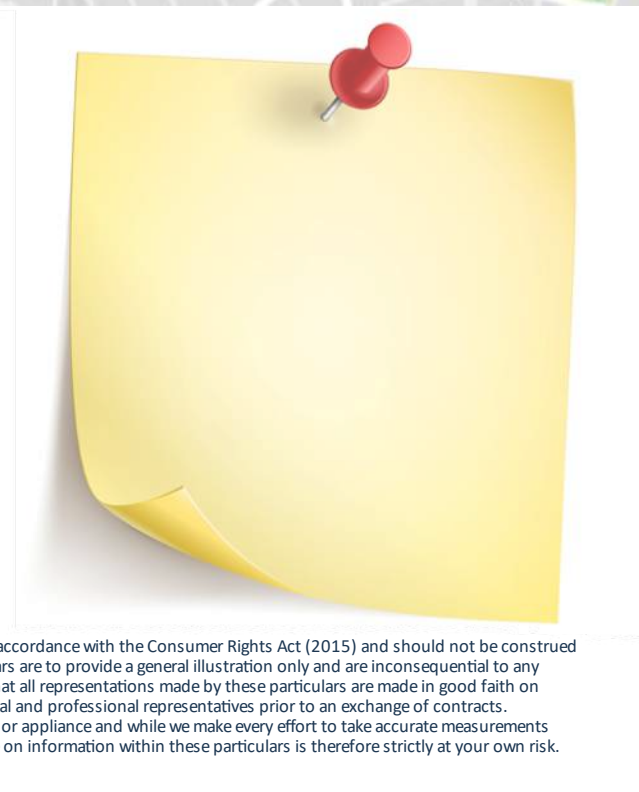 accordance with the Consumer Rights Act (2015) and should not be construed
ars are to provide a general illustration only and are inconsequential to any
at all representations made by these particulars are made in good faith on
al and professional representatives prior to an exchange of contracts.
or appliance and while we make every effort to take accurate measurements
on information within these particulars is therefore strictly at your own risk.